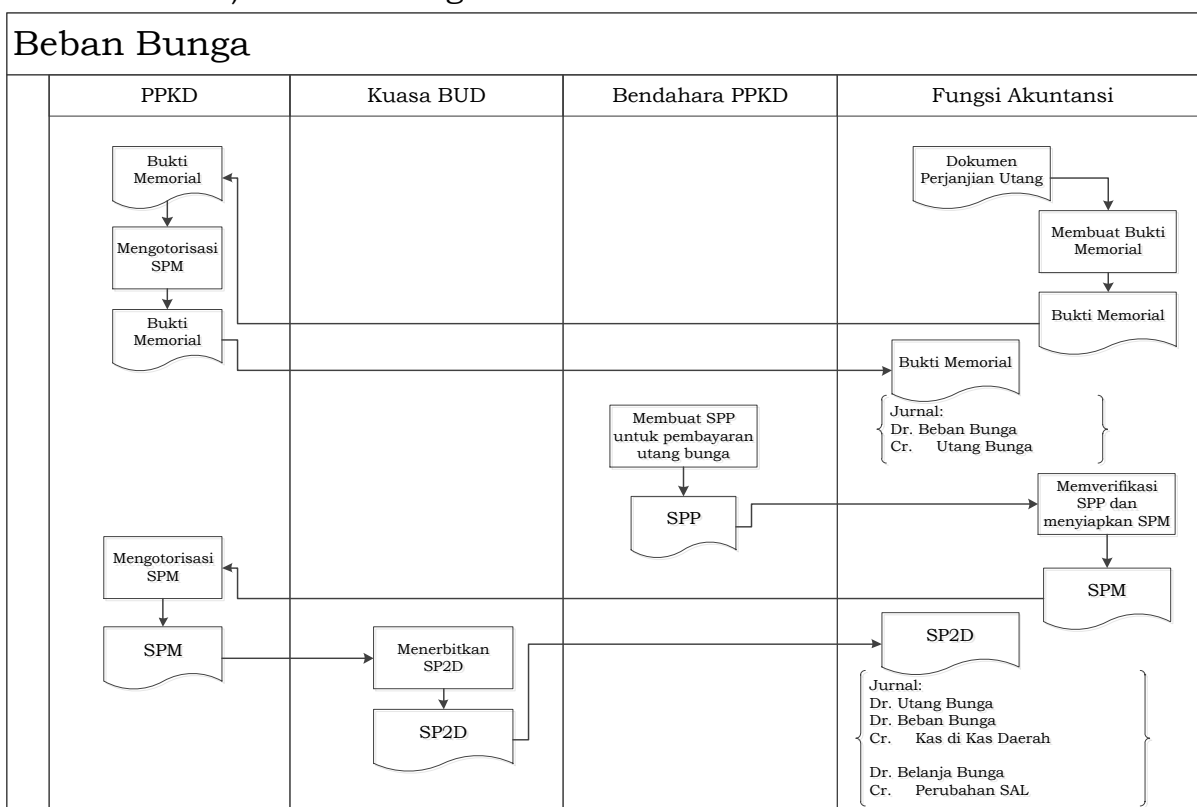 Beban Bunga
PPKD
Kuasa BUD
Bendahara PPKD
Fungsi Akuntansi
Bukti
Memorial
Dokumen
Perjanjian Utang
Mengotorisasi
SPM
Membuat Bukti
Memorial
Bukti
Memorial
Bukti Memorial
Bukti Memorial
Jurnal:
Dr. Beban Bunga
Cr. Utang Bunga
Membuat SPP
untuk pembayaran
utang bunga
SPP
Memverifikasi
SPP dan
menyiapkan SPM
Mengotorisasi
SPM
SPM
SPM
Menerbitkan
SP2D
SP2D
SP2D
Jurnal:
Dr. Utang Bunga
Dr. Beban Bunga
Cr. Kas di Kas Daerah
Dr. Belanja Bunga
Cr. Perubahan SAL